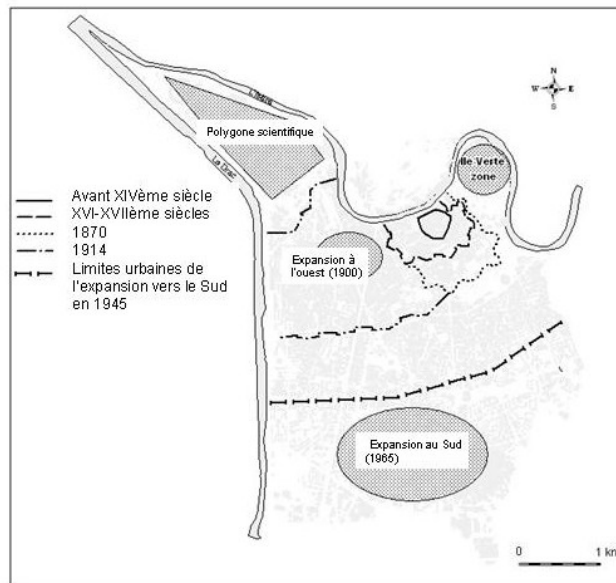 L'Isère
N
W E
S
Polygone scientifique
Le Drac
Ile Verte
zone
Avant XIVème siècle
XVI-XVIIème siècles
1870
1914
Limites urbaines de
l'expansion vers le Sud
en 1945
Expansion à
l'ouest (1900)
Expansion au Sud
(1965)
0 1 km